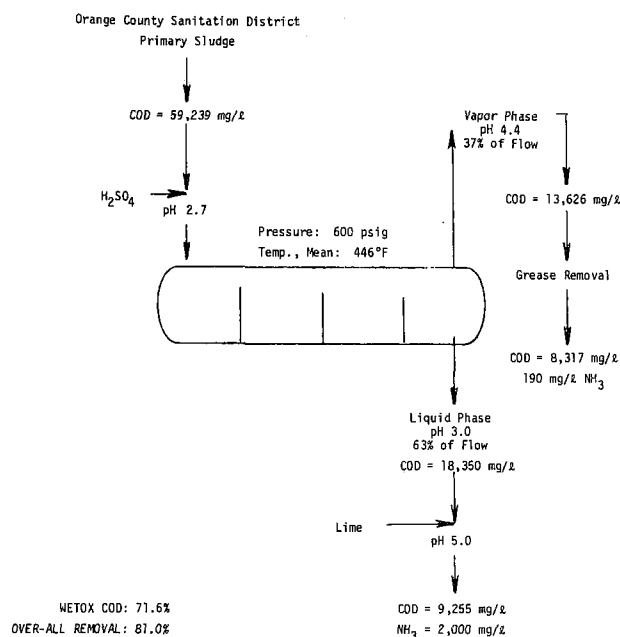 Orange County Sanitation District
Primary Sludge
COD = 59,239 mg/ℓ
H₂SO₄
pH 2.7
Pressure: 600 psig
Temp., Mean: 446°F
Vapor Phase
pH 4.4
37% of Flow
COD = 13,626 mg/ℓ
Grease Removal
COD = 8,317 mg/ℓ
190 mg/ℓ NH₃
Liquid Phase
pH 3.0
63% of Flow
COD = 18,350 mg/ℓ
Lime
pH 5.0
COD = 9,255 mg/ℓ
NH₃ = 2,000 mg/ℓ
WETOX COD: 71.6%
OVER-ALL REMOVAL: 81.0%